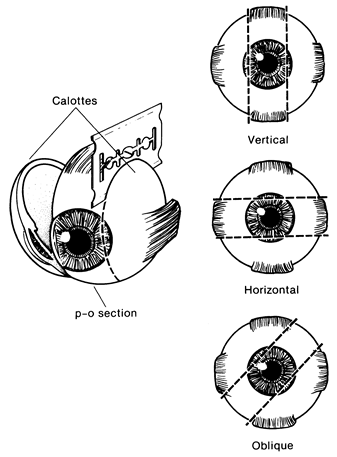 Calottes
p-o section
Vertical
Horizontal
Oblique